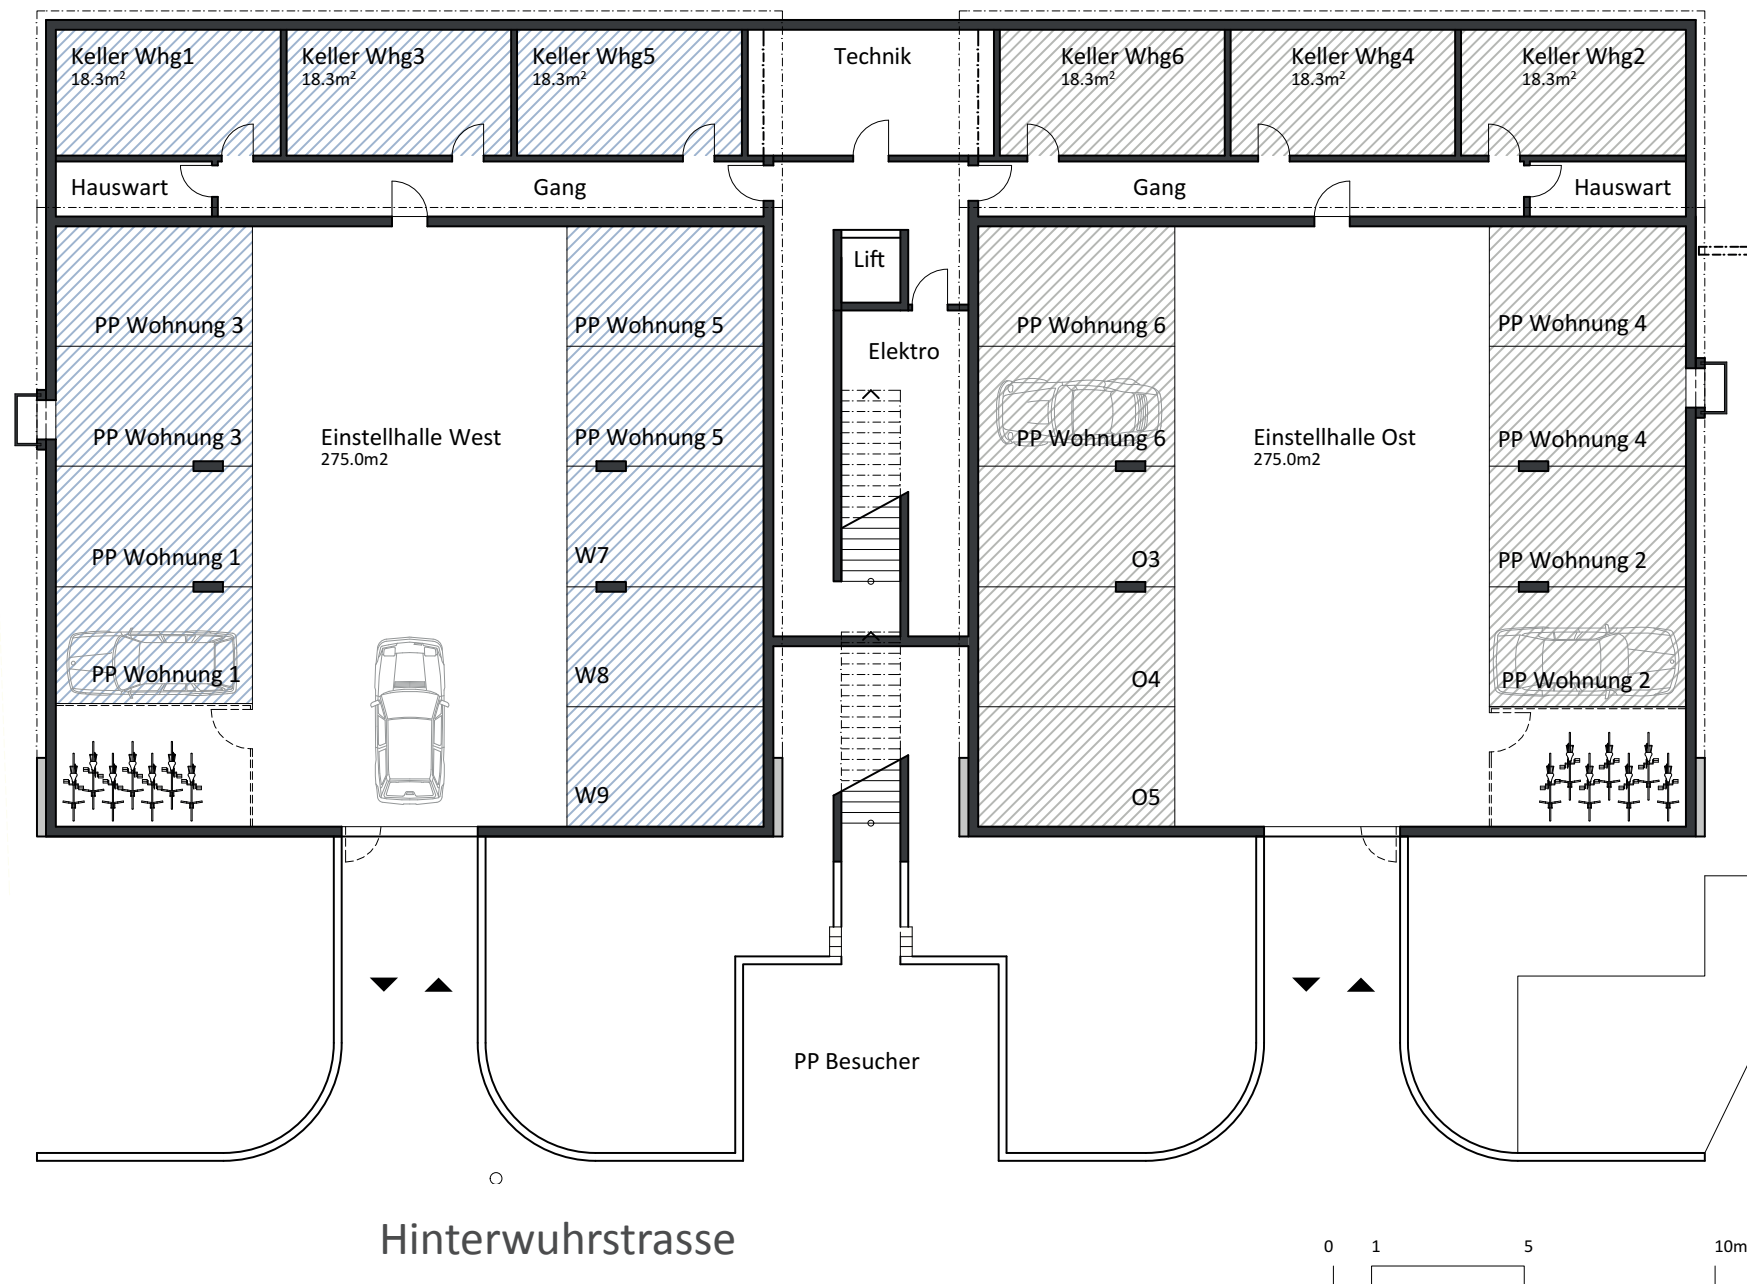 Keller Whg1
18.3m²
Keller Whg3
18.3m²
Keller Whg5
18.3m²
Technik
Keller Whg6
18.3m²
Keller Whg4
18.3m²
Keller Whg2
18.3m²
Hauswart
Gang
Gang
Hauswart
Lift
PP Wohnung 3
PP Wohnung 5
Elektro
PP Wohnung 6
PP Wohnung 4
PP Wohnung 3
Einstellhalle West
275.0m2
PP Wohnung 5
PP Wohnung 6
Einstellhalle Ost
275.0m2
PP Wohnung 4
PP Wohnung 1
W7
O3
PP Wohnung 2
PP Wohnung 1
W8
O4
PP Wohnung 2
W9
O5
PP Besucher
Hinterwuhrstrasse
0 1 5 10m